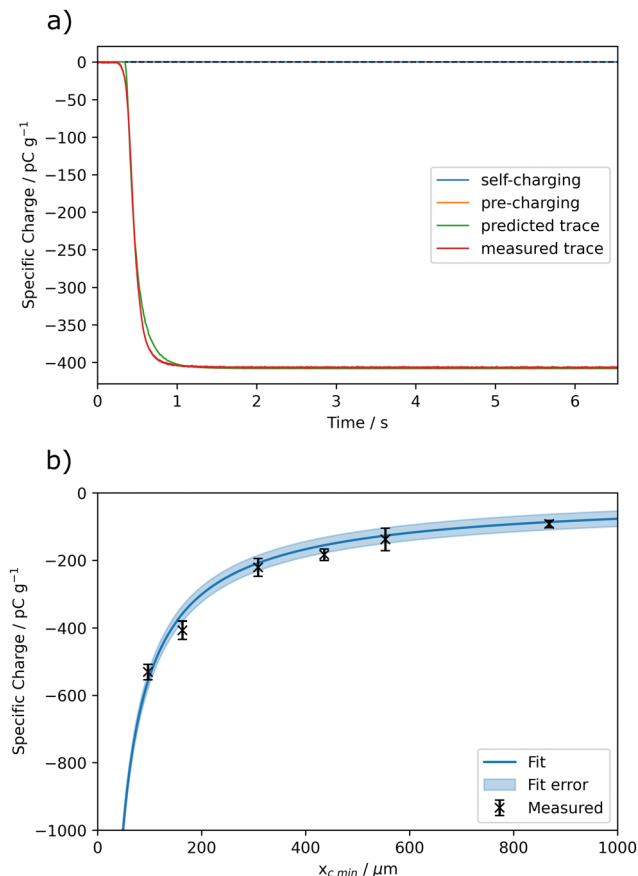 a)
0
−50
−100
−150
−200
−250
−300
−350
−400
Specific Charge / pC g⁻¹
self-charging
pre-charging
predicted trace
measured trace
0 1 2 3 4 5 6
Time / s
b)
0
−200
−400
−600
−800
−1000
Specific Charge / pC g⁻¹
Fit
Fit error
Measured
0 200 400 600 800 1000
x_c min / μm